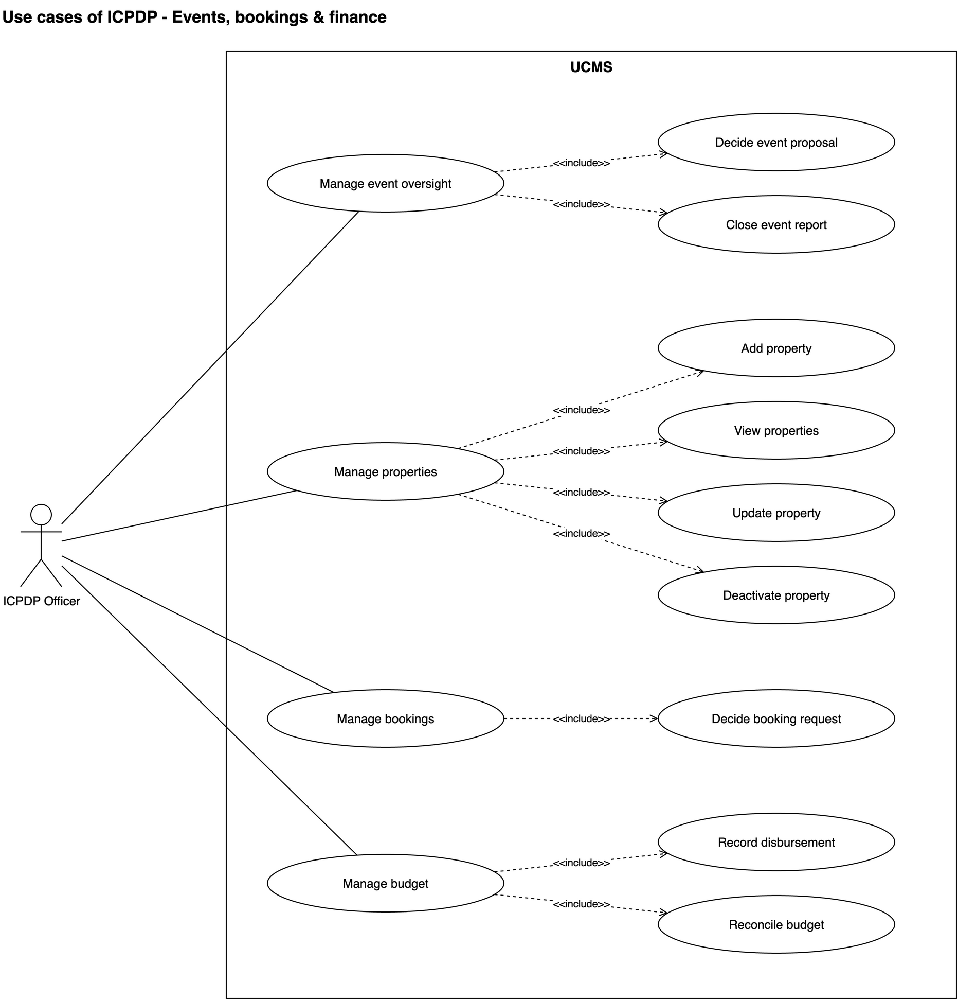 Use cases of ICPDP - Events, bookings & finance
UCMS
Decide event proposal
<<include>>
Manage event oversight
<<include>>
Close event report
Add property
<<include>>
View properties
<<include>>
Manage properties
<<include>>
Update property
<<include>>
Deactivate property
ICPDP Officer
Manage bookings
<<include>>
Decide booking request
Record disbursement
<<include>>
Manage budget
<<include>>
Reconcile budget